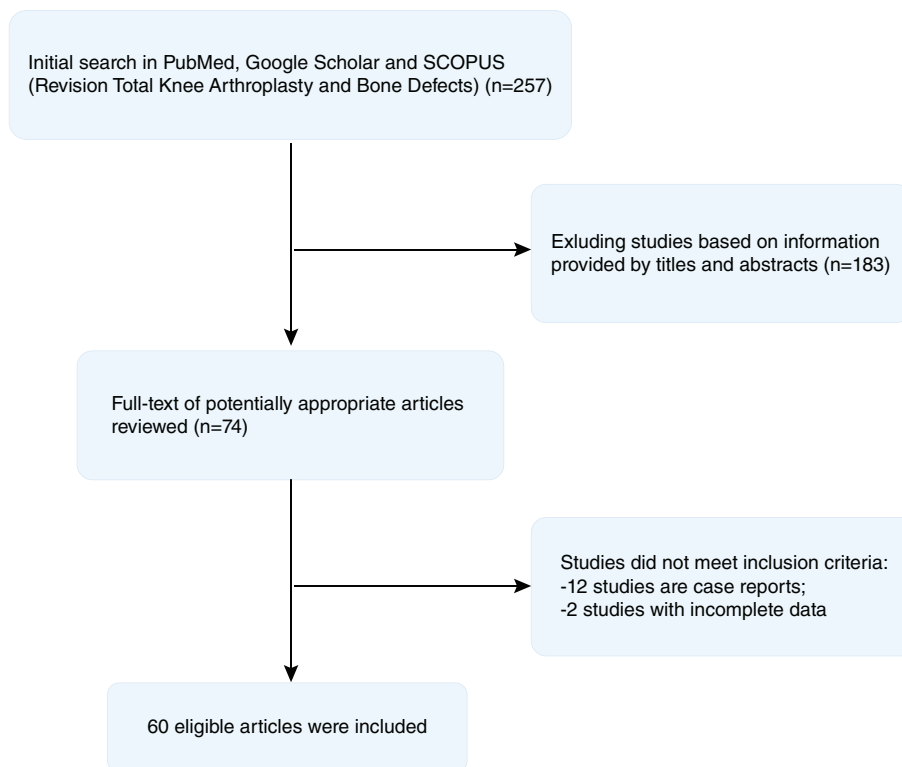 Initial search in PubMed, Google Scholar and SCOPUS
(Revision Total Knee Arthroplasty and Bone Defects) (n=257)
Exluding studies based on information
provided by titles and abstracts (n=183)
Full-text of potentially appropriate articles
reviewed (n=74)
Studies did not meet inclusion criteria:
-12 studies are case reports;
-2 studies with incomplete data
60 eligible articles were included